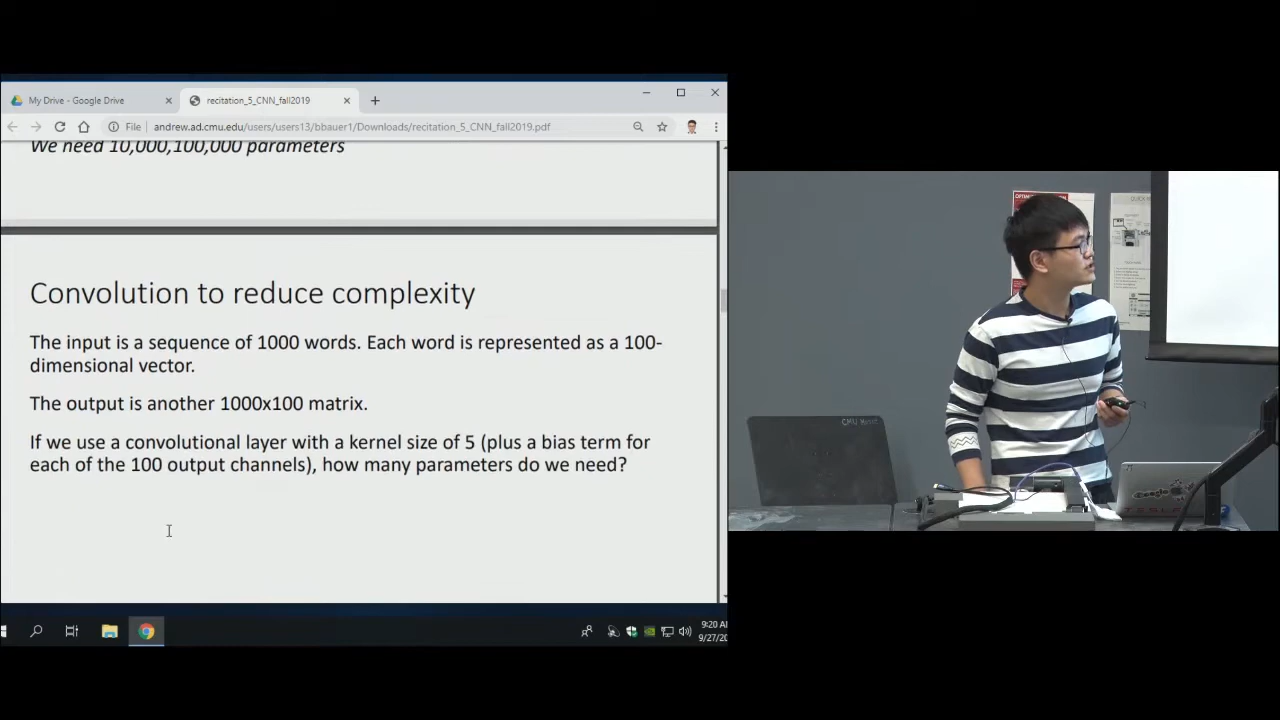 My Drive - Google Drive
recitation_5_CNN_fall2019
File
andrew.ad.cmu.edu/users/users13/bbauer1/Downloads/recitation_5_CNN_fall2019.pdf
We need 10,000,100,000 parameters
Convolution to reduce complexity
The input is a sequence of 1000 words. Each word is represented as a 100-
dimensional vector.
The output is another 1000x100 matrix.
If we use a convolutional layer with a kernel size of 5 (plus a bias term for
each of the 100 output channels), how many parameters do we need?
9:20 A
9/27/20
Google
TESLA